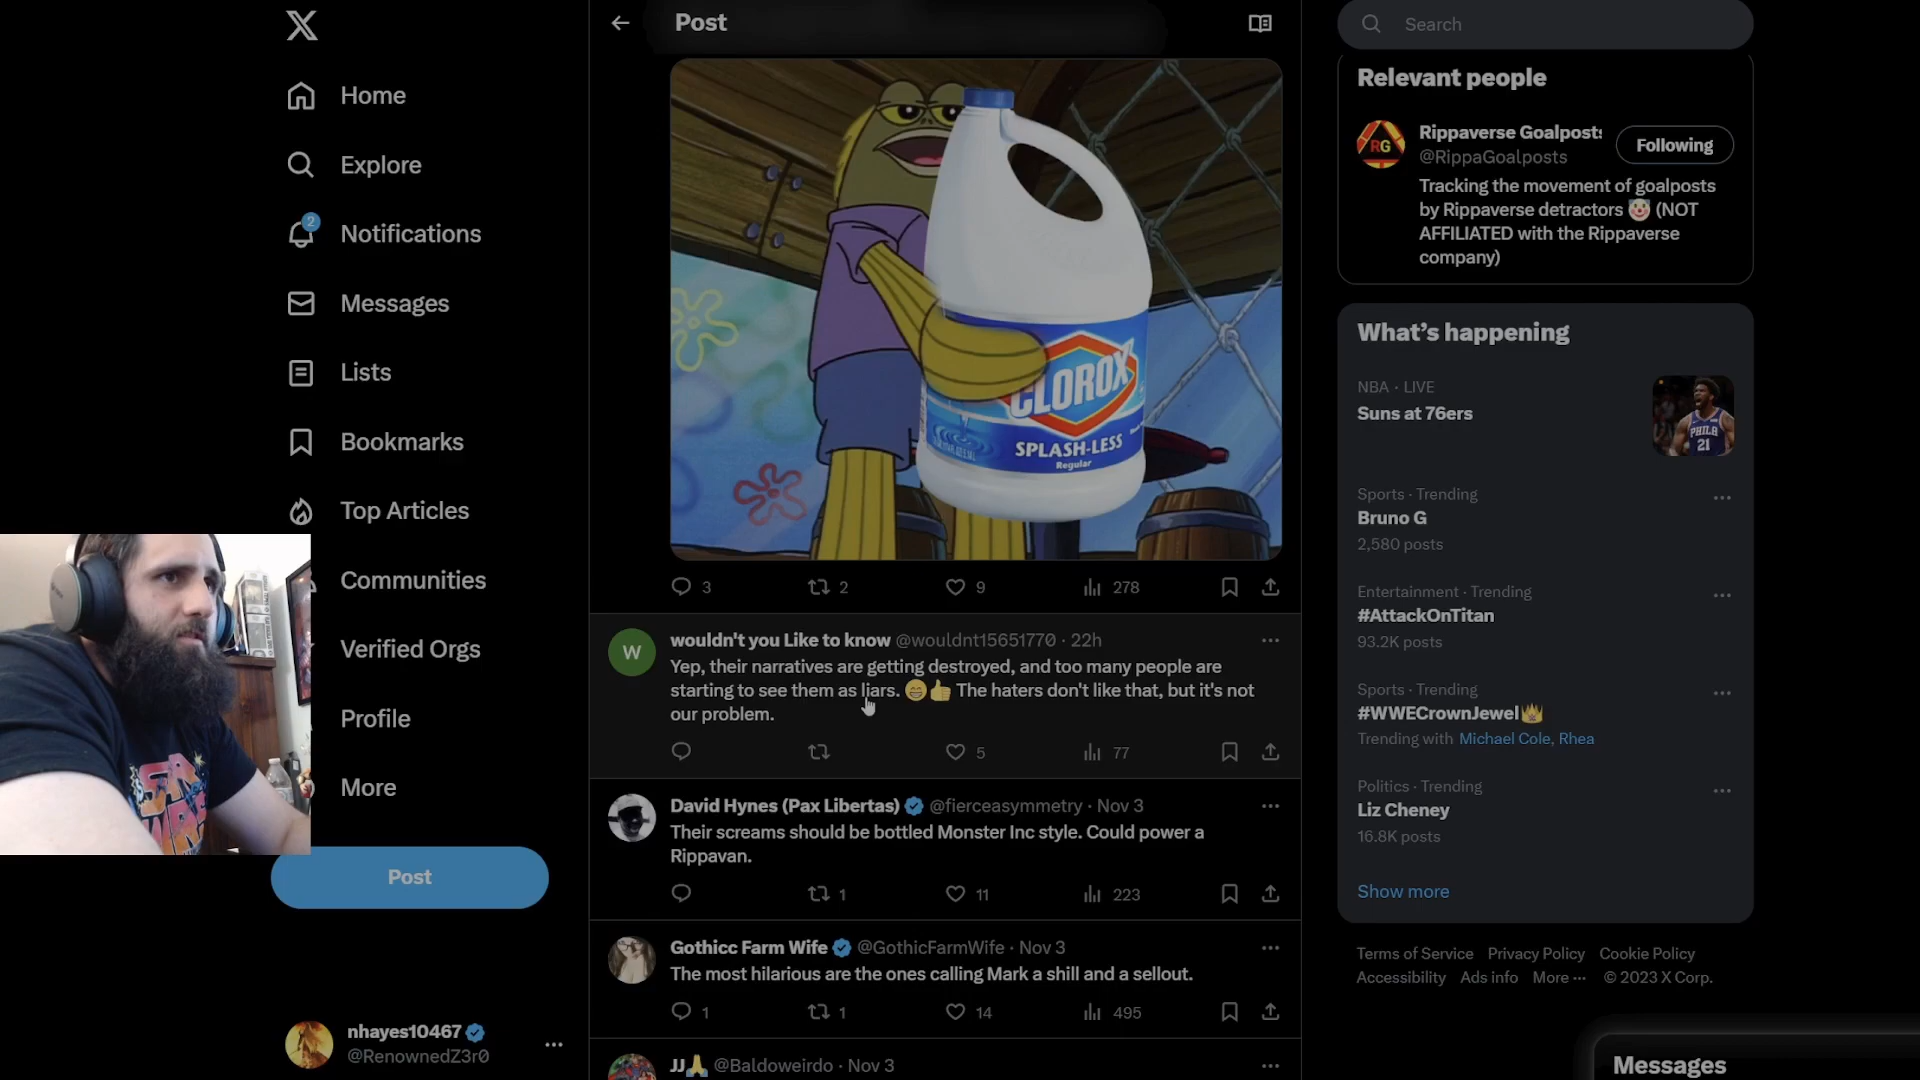 Home
Explore
2
Notifications
Messages
Lists
Bookmarks
Top Articles
Communities
Verified Orgs
Profile
More
Post
nhayes10467
@RenownedZ3r0
STAR
WARS
Post
CLOROX
SPLASH-LESS
Regular
3
2
9
278
W
wouldn't you Like to know @wouldnt15651770 · 22h
Yep, their narratives are getting destroyed, and too many people are
starting to see them as liars. 😁👍 The haters don't like that, but it's not
our problem.
5
77
David Hynes (Pax Libertas) @fierceasymmetry · Nov 3
Their screams should be bottled Monster Inc style. Could power a
Rippavan.
1
11
223
Gothicc Farm Wife @GothicFarmWife · Nov 3
The most hilarious are the ones calling Mark a shill and a sellout.
1
1
14
495
JJ🙏 @Baldoweirdo · Nov 3
Search
Relevant people
RG
Rippaverse Goalposts
@RippaGoalposts
Following
Tracking the movement of goalposts
by Rippaverse detractors 🤡 (NOT
AFFILIATED with the Rippaverse
company)
What's happening
NBA · LIVE
Suns at 76ers
PHILA
21
Sports · Trending
Bruno G
2,580 posts
Entertainment · Trending
#AttackOnTitan
93.2K posts
Sports · Trending
#WWECrownJewel
Trending with Michael Cole, Rhea
Politics · Trending
Liz Cheney
16.8K posts
Show more
Terms of Service Privacy Policy Cookie Policy
Accessibility Ads info More ··· © 2023 X Corp.
Messages